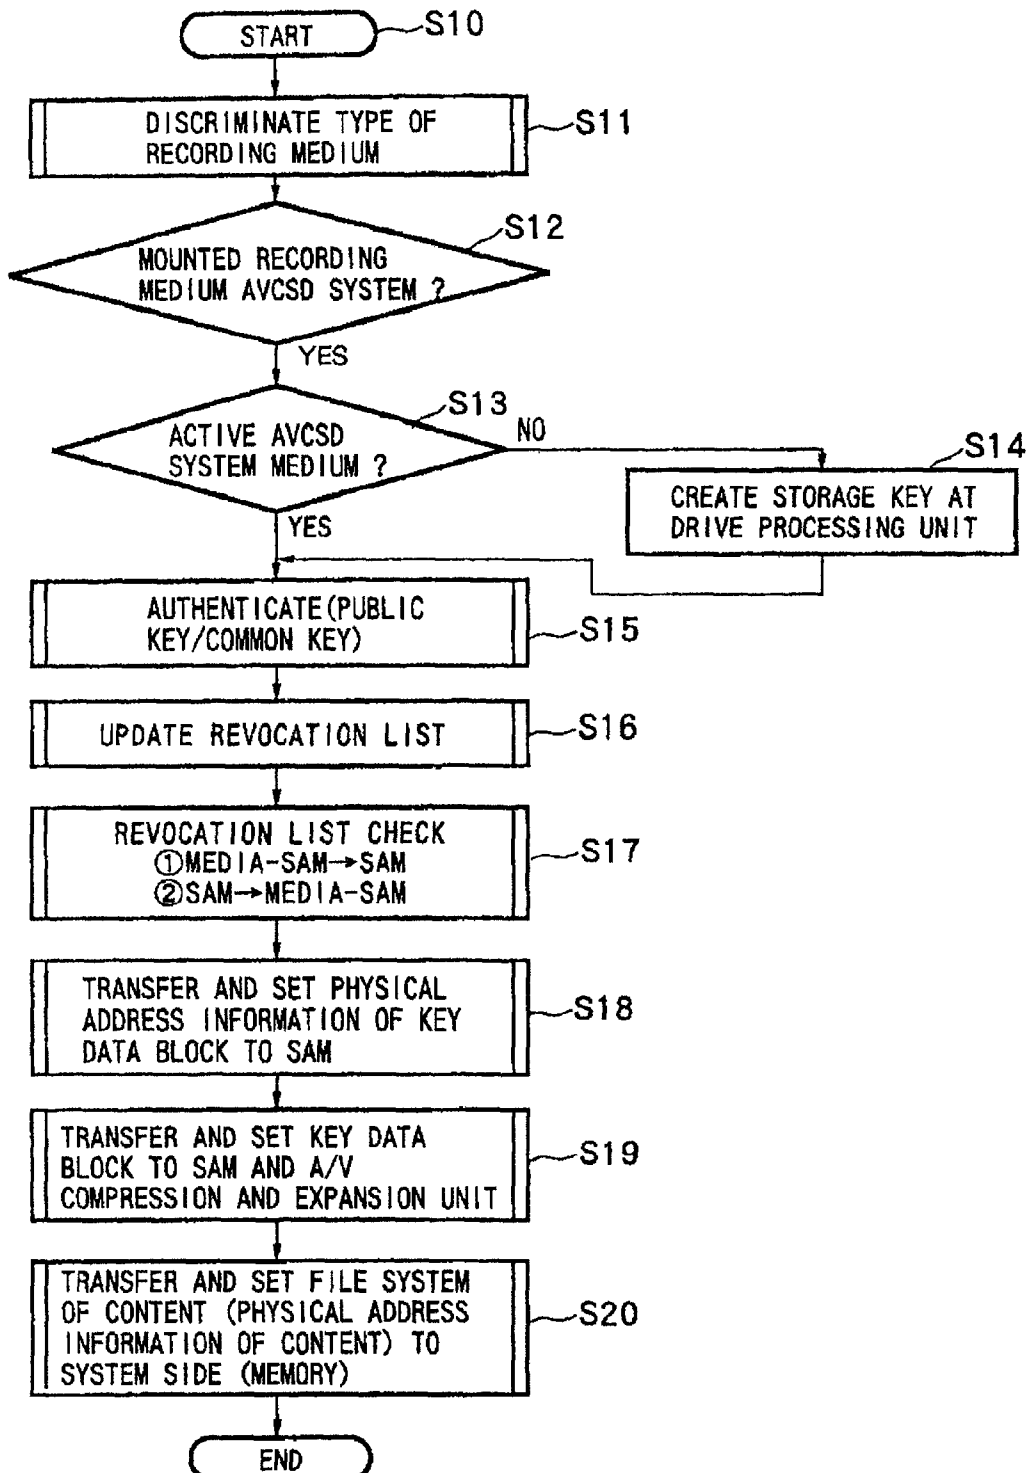 START
S10
DISCRIMINATE TYPE OF
RECORDING MEDIUM
S11
MOUNTED RECORDING
MEDIUM AVCSD SYSTEM ?
S12
YES
ACTIVE AVCSD
SYSTEM MEDIUM ?
S13
NO
S14
CREATE STORAGE KEY AT
DRIVE PROCESSING UNIT
YES
AUTHENTICATE(PUBLIC
KEY/COMMON KEY)
S15
UPDATE REVOCATION LIST
S16
REVOCATION LIST CHECK
①MEDIA-SAM→SAM
②SAM→MEDIA-SAM
S17
TRANSFER AND SET PHYSICAL
ADDRESS INFORMATION OF KEY
DATA BLOCK TO SAM
S18
TRANSFER AND SET KEY DATA
BLOCK TO SAM AND A/V
COMPRESSION AND EXPANSION UNIT
S19
TRANSFER AND SET FILE SYSTEM
OF CONTENT (PHYSICAL ADDRESS
INFORMATION OF CONTENT) TO
SYSTEM SIDE (MEMORY)
S20
END